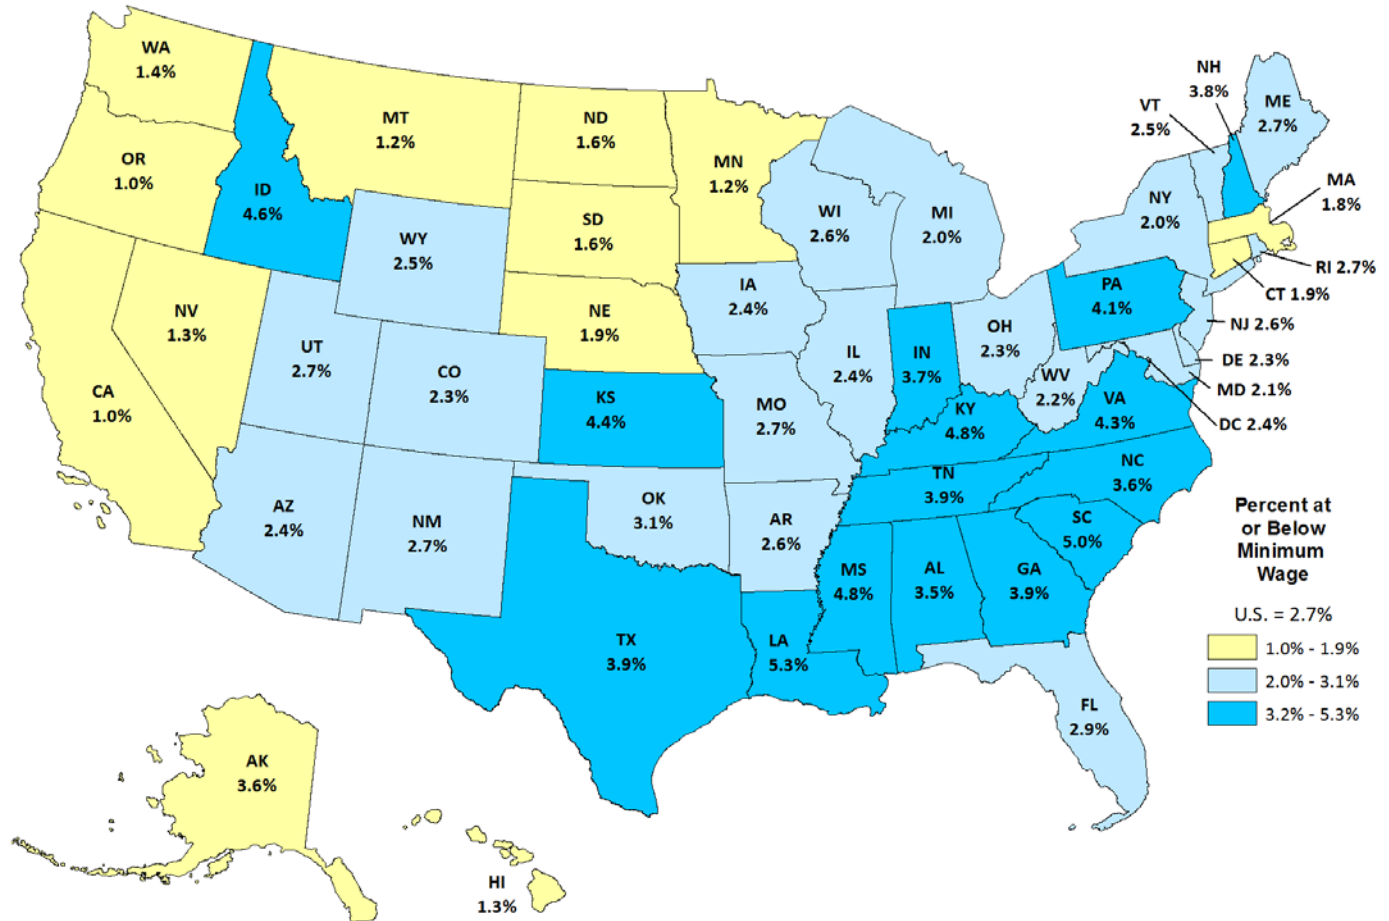 WA
1.4%
MT
1.2%
ND
1.6%
MN
1.2%
OR
1.0%
ID
4.6%
WY
2.5%
SD
1.6%
WI
2.6%
MI
2.0%
NY
2.0%
VT
2.5%
NH
3.8%
ME
2.7%
MA
1.8%
RI 2.7%
CT 1.9%
NJ 2.6%
DE 2.3%
MD 2.1%
DC 2.4%
NV
1.3%
UT
2.7%
CO
2.3%
NE
1.9%
IA
2.4%
IL
2.4%
IN
3.7%
OH
2.3%
PA
4.1%
WV
2.2%
VA
4.3%
CA
1.0%
KS
4.4%
MO
2.7%
KY
4.8%
TN
3.9%
NC
3.6%
SC
5.0%
AZ
2.4%
NM
2.7%
OK
3.1%
AR
2.6%
MS
4.8%
AL
3.5%
GA
3.9%
TX
3.9%
LA
5.3%
FL
2.9%
AK
3.6%
HI
1.3%
Percent at
or Below
Minimum
Wage
U.S. = 2.7%
1.0% - 1.9%
2.0% - 3.1%
3.2% - 5.3%